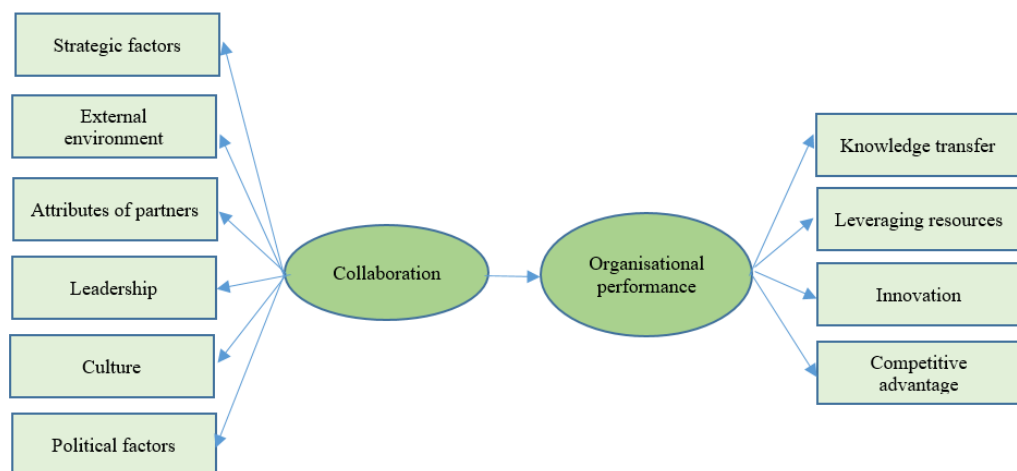 Strategic factors
External
environment
Attributes of partners
Leadership
Culture
Political factors
Collaboration
Organisational
performance
Knowledge transfer
Leveraging resources
Innovation
Competitive
advantage